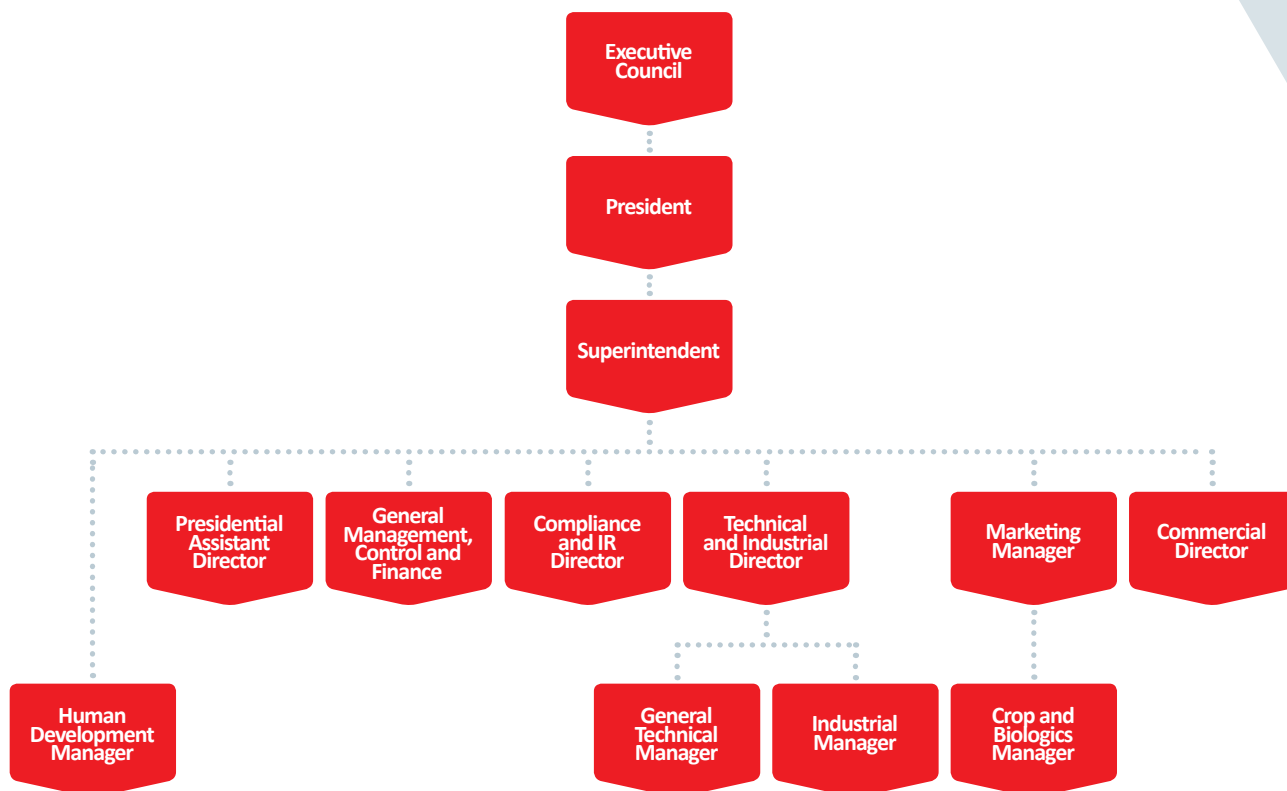 Executive
Council
President
Superintendent
Presidential
Assistant
Director
General
Management,
Control and
Finance
Compliance
and IR
Director
Technical
and Industrial
Director
Marketing
Manager
Commercial
Director
Human
Development
Manager
General
Technical
Manager
Industrial
Manager
Crop and
Biologics
Manager